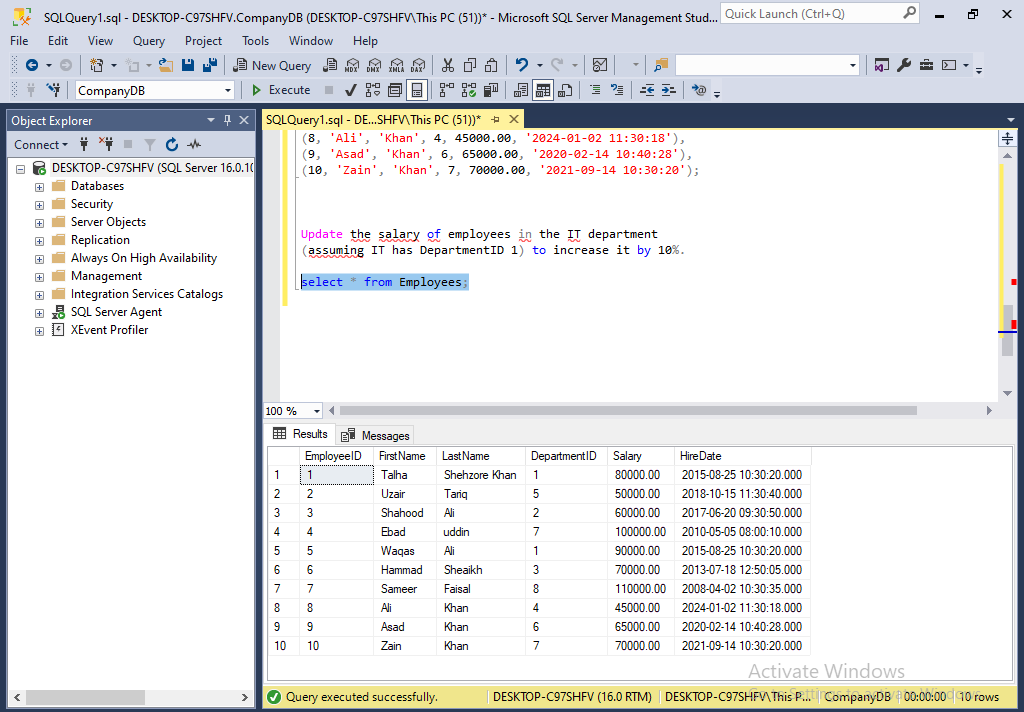 SQLQuery1.sql - DESKTOP-C97SHFV.CompanyDB (DESKTOP-C97SHFV\This PC (51))* - Microsoft SQL Server Management Stud...
Quick Launch (Ctrl+Q)
File Edit View Query Project Tools Window Help
New Query MDX DMX XMLA DAX
CompanyDB Execute
Object Explorer
Connect
DESKTOP-C97SHFV (SQL Server 16.0.10
Databases
Security
Server Objects
Replication
Always On High Availability
Management
Integration Services Catalogs
SQL Server Agent
XEvent Profiler
SQLQuery1.sql - DE...SHFV\This PC (51))*
(8, 'Ali', 'Khan', 4, 45000.00, '2024-01-02 11:30:18'),
(9, 'Asad', 'Khan', 6, 65000.00, '2020-02-14 10:40:28'),
(10, 'Zain', 'Khan', 7, 70000.00, '2021-09-14 10:30:20');
Update the salary of employees in the IT department
(assuming IT has DepartmentID 1) to increase it by 10%.
select * from Employees;
100 %
Results Messages
EmployeeID FirstName LastName DepartmentID Salary HireDate
1 1 Talha Shehzore Khan 1 80000.00 2015-08-25 10:30:20.000
2 2 Uzair Tariq 5 50000.00 2018-10-15 11:30:40.000
3 3 Shahood Ali 2 60000.00 2017-06-20 09:30:50.000
4 4 Ebad uddin 7 100000.00 2010-05-05 08:00:10.000
5 5 Waqas Ali 1 90000.00 2015-08-25 10:30:20.000
6 6 Hammad Sheaikh 3 70000.00 2013-07-18 12:50:05.000
7 7 Sameer Faisal 8 110000.00 2008-04-02 10:30:35.000
8 8 Ali Khan 4 45000.00 2024-01-02 11:30:18.000
9 9 Asad Khan 6 65000.00 2020-02-14 10:40:28.000
10 10 Zain Khan 7 70000.00 2021-09-14 10:30:20.000
Activate Windows
Go to Settings to activate Windows.
Query executed successfully. DESKTOP-C97SHFV (16.0 RTM) DESKTOP-C97SHFV\This P... CompanyDB 00:00:00 10 rows